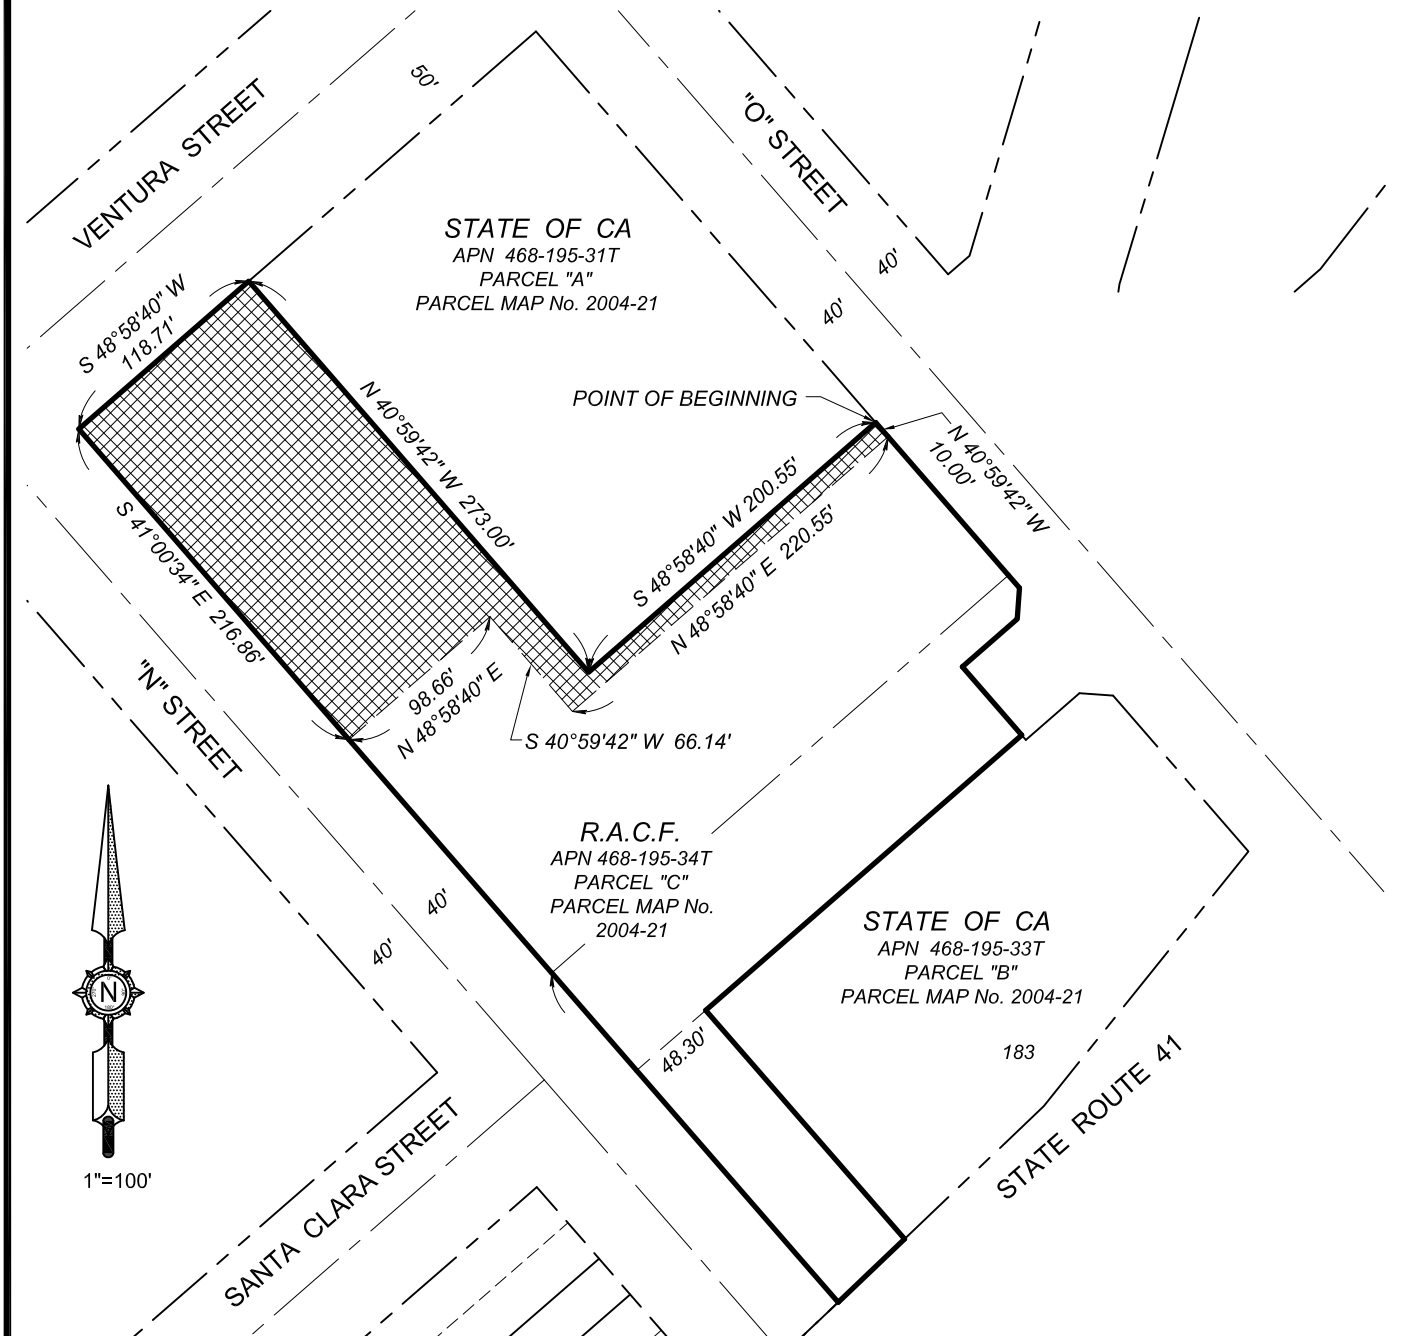 50'
VENTURA STREET
"O" STREET
STATE OF CA
APN 468-195-31T
PARCEL "A"
PARCEL MAP No. 2004-21
40'
40'
S 48°58'40" W
118.71'
POINT OF BEGINNING
N 40°59'42" W
10.00'
N 40°59'42" W 273.00'
S 48°58'40" W 200.55'
N 48°58'40" E 220.55'
S 41°00'34" E 216.86'
98.66'
N 48°58'40" E
S 40°59'42" W 66.14'
"N" STREET
R.A.C.F.
APN 468-195-34T
PARCEL "C"
PARCEL MAP No.
2004-21
40'
40'
STATE OF CA
APN 468-195-33T
PARCEL "B"
PARCEL MAP No. 2004-21
183
48.30'
STATE ROUTE 41
N
1"=100'
SANTA CLARA STREET